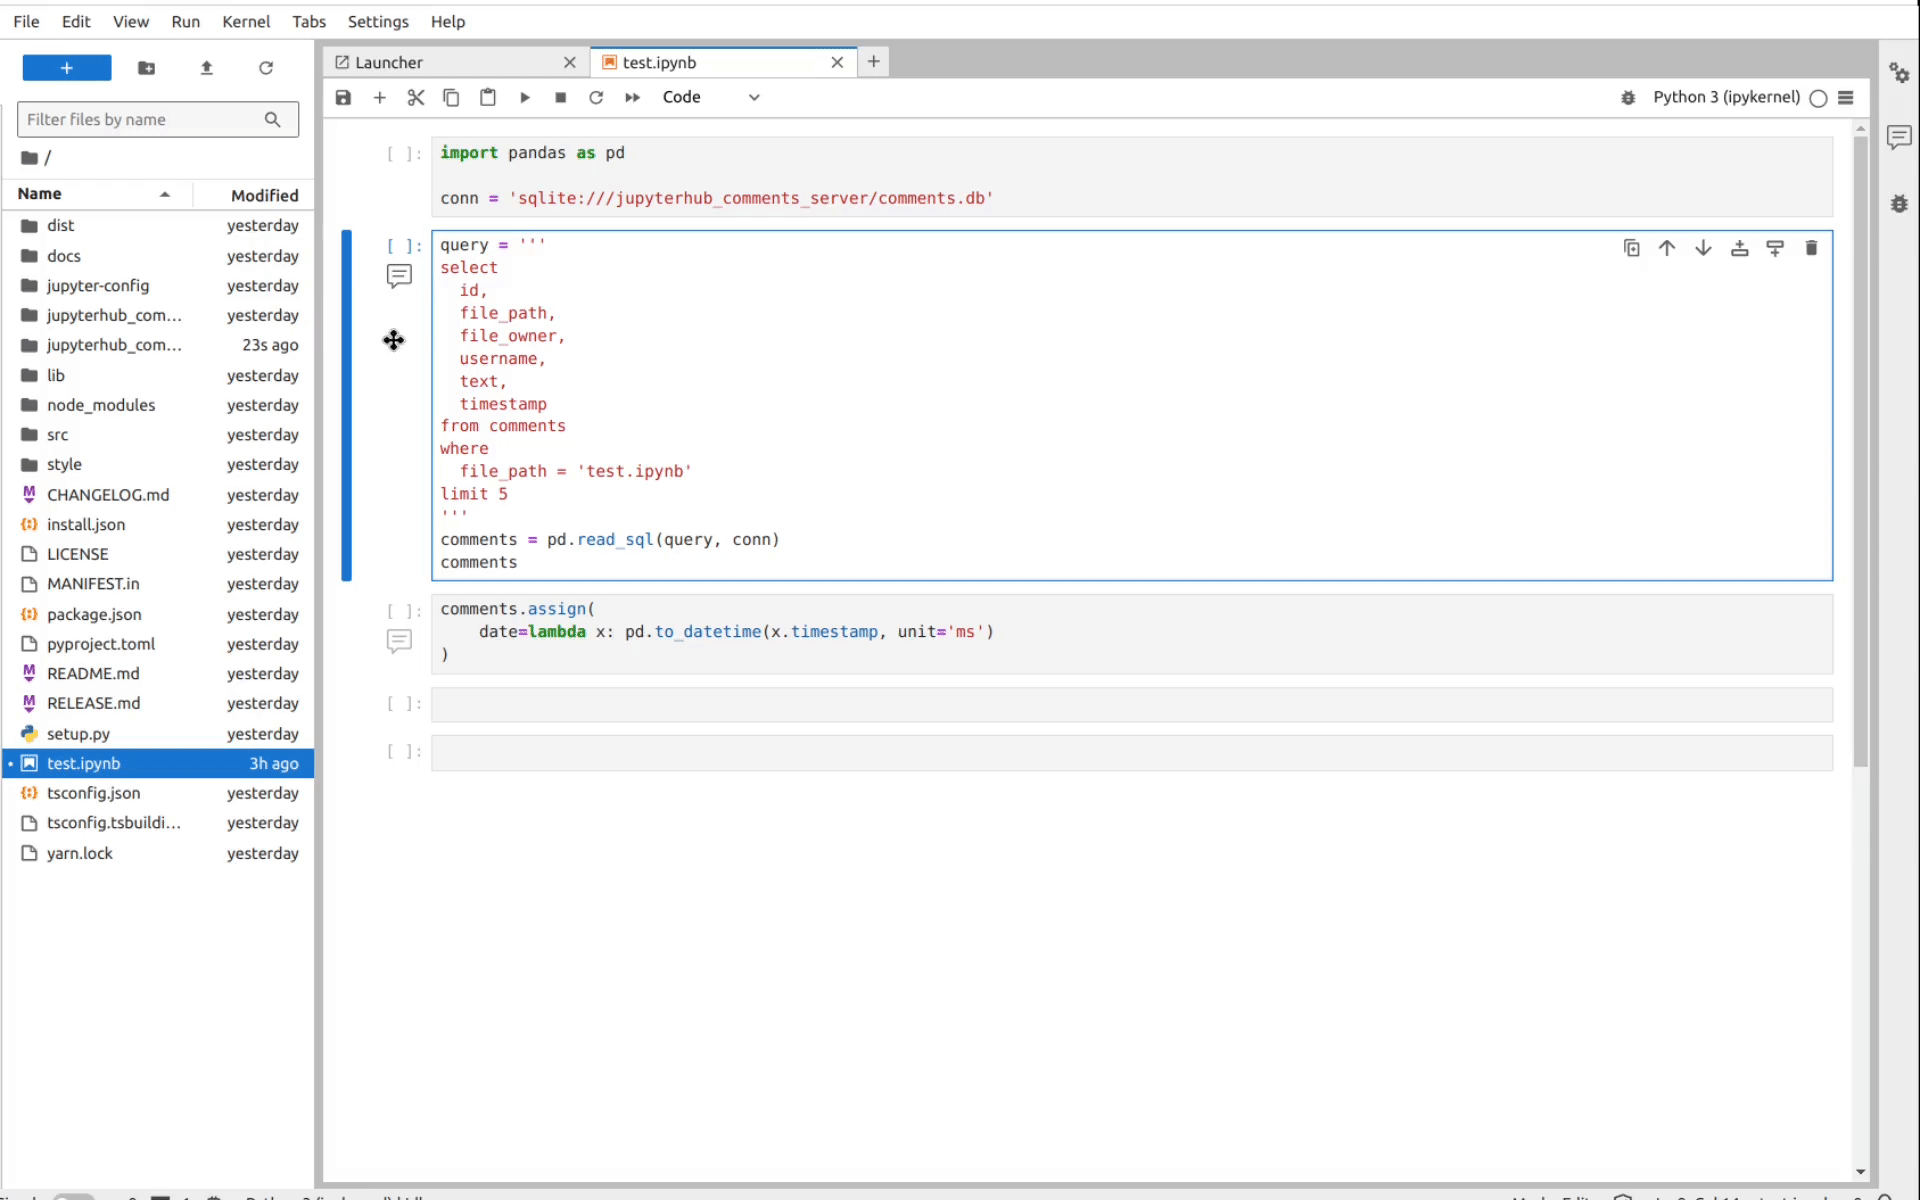 File Edit View Run Kernel Tabs Settings Help
Launcher
test.ipynb
Code
Python 3 (ipykernel)
Filter files by name
/
Name Modified
dist yesterday
docs yesterday
jupyter-config yesterday
jupyterhub_com... yesterday
jupyterhub_com... 23s ago
lib yesterday
node_modules yesterday
src yesterday
style yesterday
CHANGELOG.md yesterday
install.json yesterday
LICENSE yesterday
MANIFEST.in yesterday
package.json yesterday
pyproject.toml yesterday
README.md yesterday
RELEASE.md yesterday
setup.py yesterday
test.ipynb 3h ago
tsconfig.json yesterday
tsconfig.tsbuildi... yesterday
yarn.lock yesterday
[ ]: import pandas as pd
conn = 'sqlite:///jupyterhub_comments_server/comments.db'
[ ]: query = '''
select
id,
file_path,
file_owner,
username,
text,
timestamp
from comments
where
file_path = 'test.ipynb'
limit 5
'''
comments = pd.read_sql(query, conn)
comments
[ ]: comments.assign(
date=lambda x: pd.to_datetime(x.timestamp, unit='ms')
)
[ ]:
[ ]: